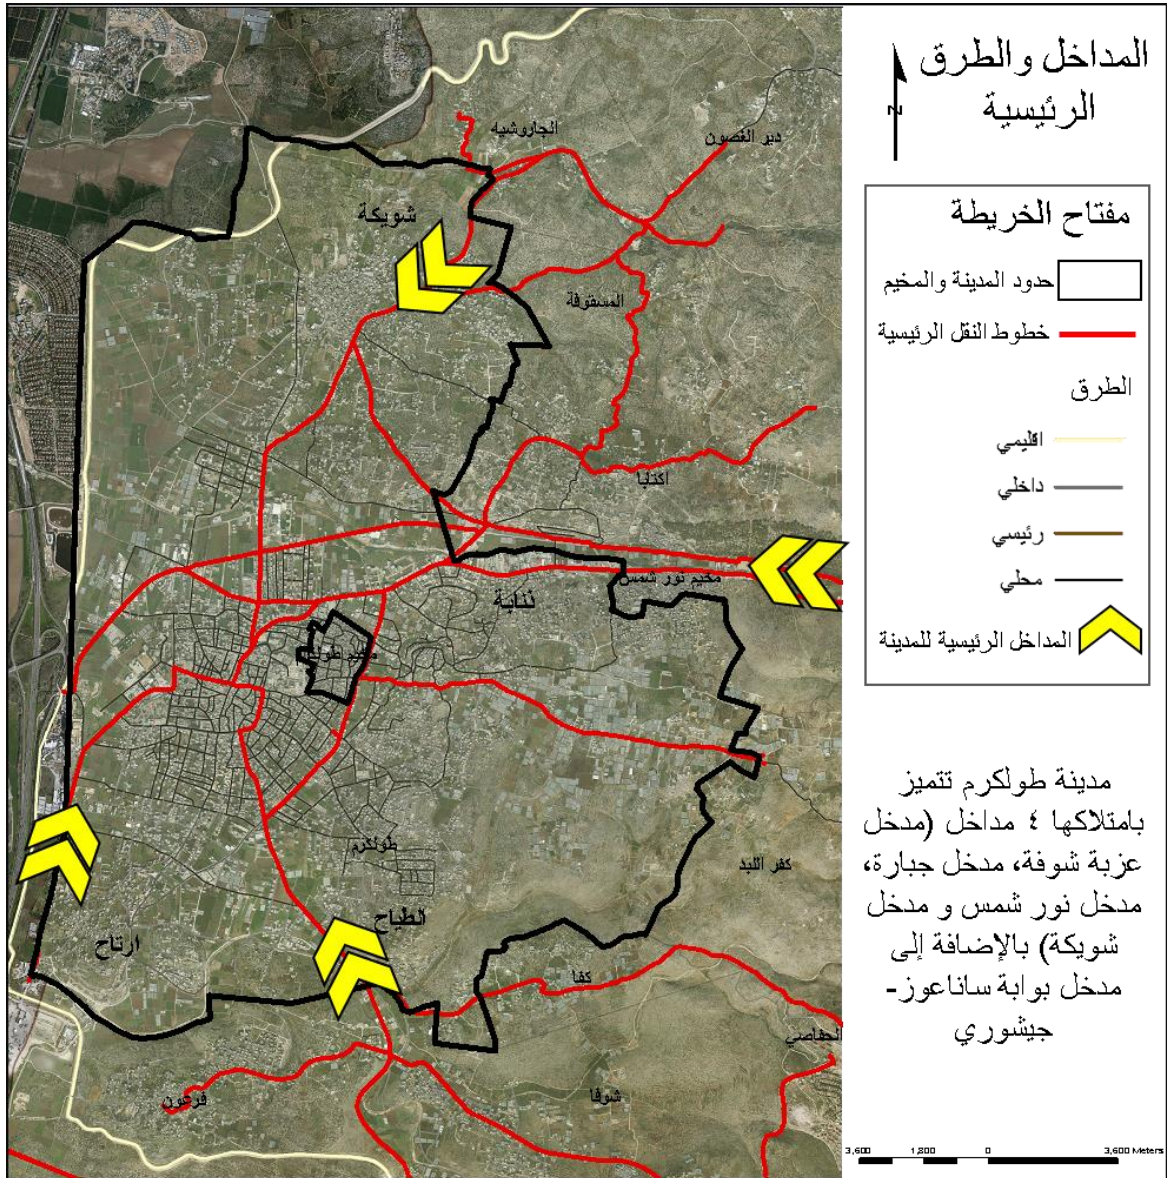 المداخل والطرق
الرئيسية
N
مفتاح الخريطة
حدود المدينة والمخيم
خطوط النقل الرئيسية
الطرق
اقليمي
داخلي
رئيسي
محلي
المداخل الرئيسية للمدينة
مدينة طولكرم تتميز
بامتلاكها ٤ مداخل (مدخل
عزبة شوفة، مدخل جبارة،
مدخل نور شمس و مدخل
شويكة) بالإضافة إلى
مدخل بوابة ساناعوز-
جيشوري
3,600 1,800 0 3,600 Meters
الجاروشيه
دير الغصون
شويكة
المسقوفة
اكتابا
مخيم نور شمس
ذنابة
مخيم طولكرم
طولكرم
كفر اللبد
الطياح
ارتاح
كفا
الحفاصي
شوفا
فرعون